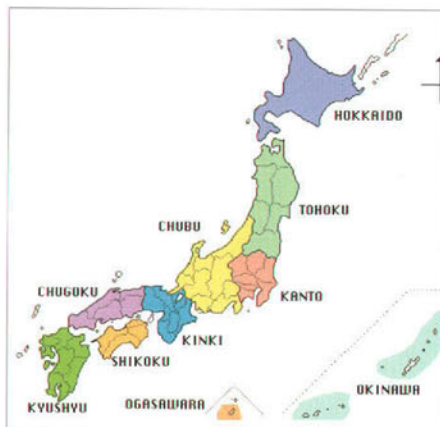 HOKKAIDO
TOHOKU
CHUBU
CHUGOKU
KANTO
KINKI
SHIKOKU
OKINAWA
KYUSHYU
OGASAWARA